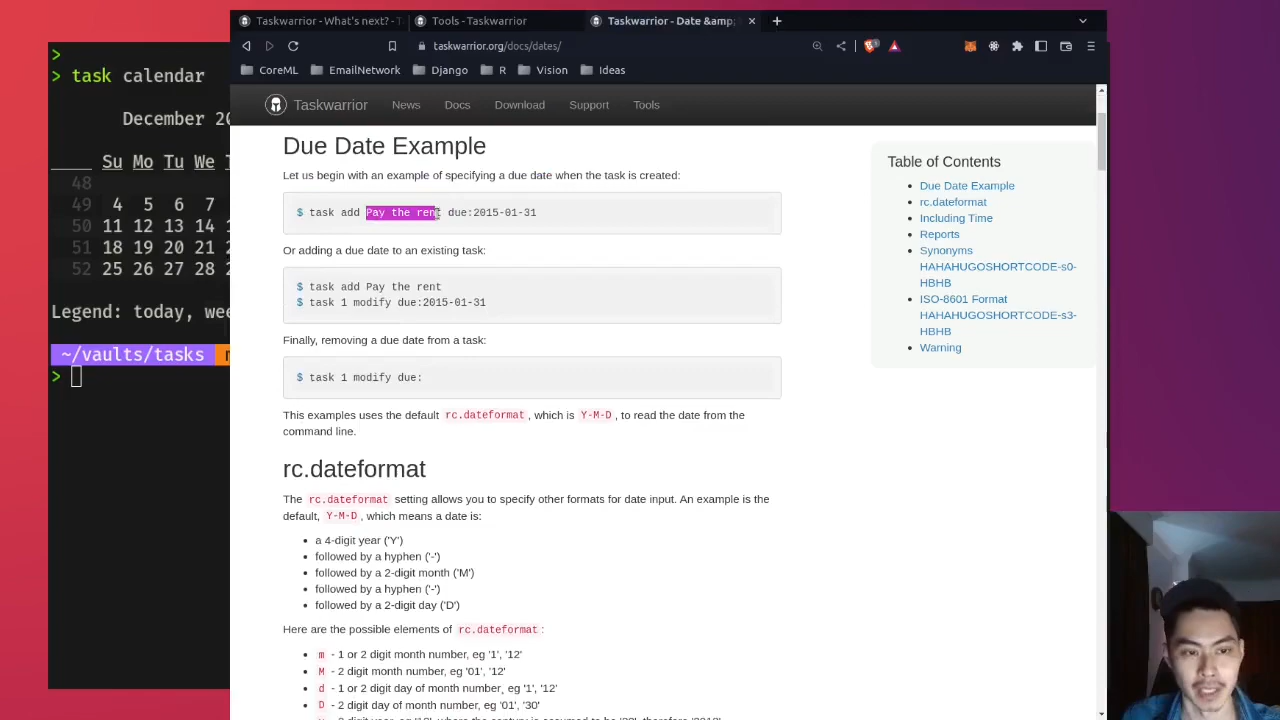 Taskwarrior - What's next? - T
Tools - Taskwarrior
Taskwarrior - Date &amp;
taskwarrior.org/docs/dates/
CoreML
EmailNetwork
Django
R
Vision
Ideas
>
> task calendar
December 20
Su Mo Tu We T
48
49 4 5 6 7
50 11 12 13 14 1
51 18 19 20 21 2
52 25 26 27 28 2
Legend: today, wee
~/vaults/tasks
>
Taskwarrior News Docs Download Support Tools
Due Date Example
Let us begin with an example of specifying a due date when the task is created:
$ task add Pay the rent due:2015-01-31
Or adding a due date to an existing task:
$ task add Pay the rent
$ task 1 modify due:2015-01-31
Finally, removing a due date from a task:
$ task 1 modify due:
This examples uses the default rc.dateformat, which is Y-M-D, to read the date from the
command line.
rc.dateformat
The rc.dateformat setting allows you to specify other formats for date input. An example is the
default, Y-M-D, which means a date is:
• a 4-digit year ('Y')
• followed by a hyphen ('-')
• followed by a 2-digit month ('M')
• followed by a hyphen ('-')
• followed by a 2-digit day ('D')
Here are the possible elements of rc.dateformat:
• m - 1 or 2 digit month number, eg '1', '12'
• M - 2 digit month number, eg '01', '12'
• d - 1 or 2 digit day of month number, eg '1', '12'
• D - 2 digit day of month number, eg '01', '30'
Table of Contents
• Due Date Example
• rc.dateformat
• Including Time
• Reports
• Synonyms
HAHAHUGOSHORTCODE-s0-
HBHB
• ISO-8601 Format
HAHAHUGOSHORTCODE-s3-
HBHB
• Warning